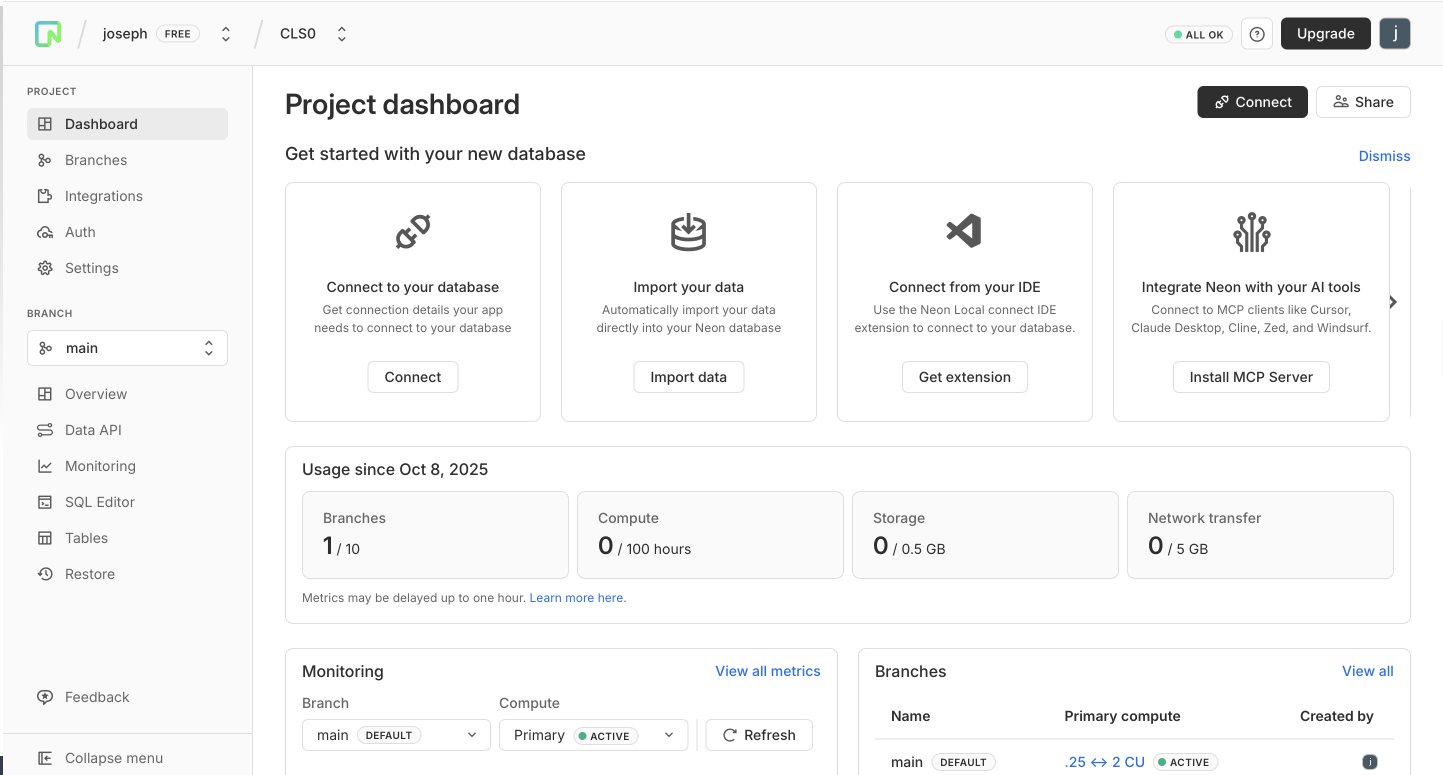 joseph FREE CLS0
ALL OK Upgrade j
PROJECT
Dashboard
Branches
Integrations
Auth
Settings
BRANCH
main
Overview
Data API
Monitoring
SQL Editor
Tables
Restore
Feedback
Collapse menu
Project dashboard
Connect Share
Get started with your new database
Dismiss
Connect to your database
Get connection details your app
needs to connect to your database
Connect
Import your data
Automatically import your data
directly into your Neon database
Import data
Connect from your IDE
Use the Neon Local connect IDE
extension to connect to your database.
Get extension
Integrate Neon with your AI tools
Connect to MCP clients like Cursor,
Claude Desktop, Cline, Zed, and Windsurf.
Install MCP Server
Usage since Oct 8, 2025
Branches
1 / 10
Compute
0 / 100 hours
Storage
0 / 0.5 GB
Network transfer
0 / 5 GB
Metrics may be delayed up to one hour. Learn more here.
Monitoring View all metrics
Branch Compute
main DEFAULT Primary ACTIVE Refresh
Branches View all
Name Primary compute Created by
main DEFAULT .25 ↔ 2 CU ACTIVE j